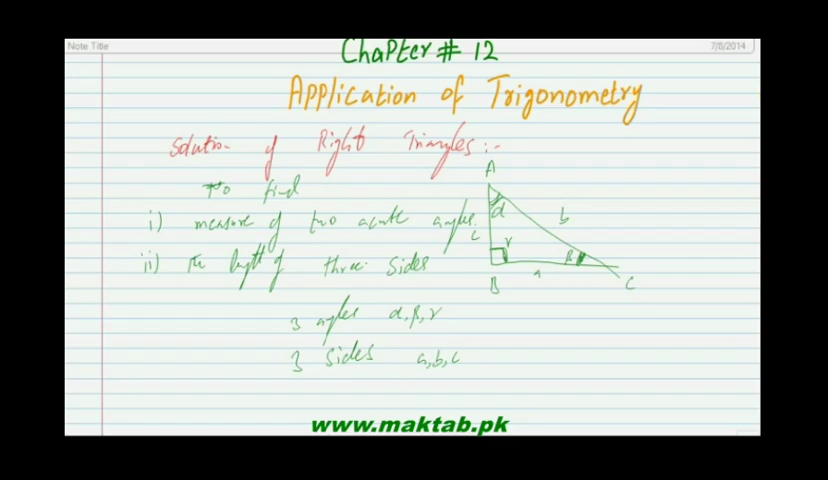 Note Title
7/8/2014
Chapter # 12
Application of Trigonometry
Solution of Right Triangles :-
To find
i) measure of two acute angles.
ii) The length of three sides
3 angles α, β, γ
3 sides a, b, c
A
α
b
c
γ
β
B
a
C
www.maktab.pk